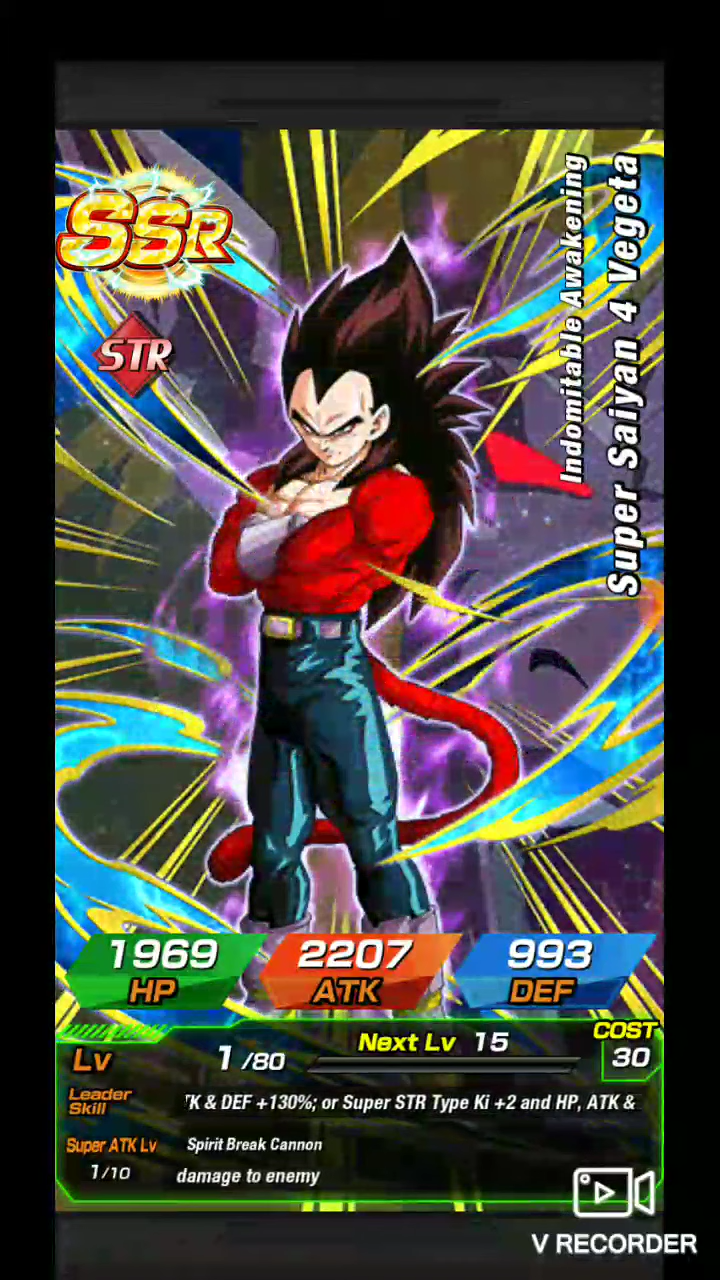 SSR
STR
Indomitable Awakening
Super Saiyan 4 Vegeta
1969 2207 993
HP ATK DEF
Lv 1/80 Next Lv 15 COST 30
Leader Skill K & DEF +130%; or Super STR Type Ki +2 and HP, ATK &
Super ATK Lv Spirit Break Cannon
1/10 damage to enemy
V RECORDER